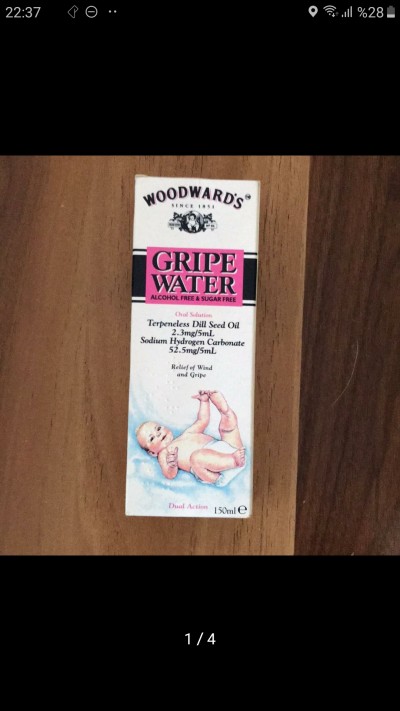 22:37
%28
WOODWARD'S™
SINCE 1851
GRIPE
WATER
ALCOHOL FREE & SUGAR FREE
Oral Solution
Terpeneless Dill Seed Oil
2.3mg/5mL
Sodium Hydrogen Carbonate
52.5mg/5mL
Relief of Wind
and Gripe
Dual Action
150ml e
1 / 4